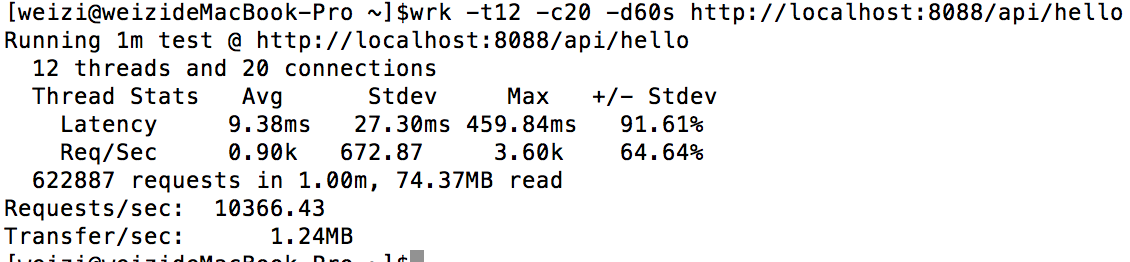 [weizi@weizideMacBook-Pro ~]$wrk -t12 -c20 -d60s http://localhost:8088/api/hello
Running 1m test @ http://localhost:8088/api/hello
  12 threads and 20 connections
  Thread Stats   Avg      Stdev     Max   +/- Stdev
    Latency     9.38ms   27.30ms 459.84ms   91.61%
    Req/Sec     0.90k   672.87     3.60k    64.64%
  622887 requests in 1.00m, 74.37MB read
Requests/sec:  10366.43
Transfer/sec:      1.24MB
[weizi@weizideMacBook-Pro ~]$